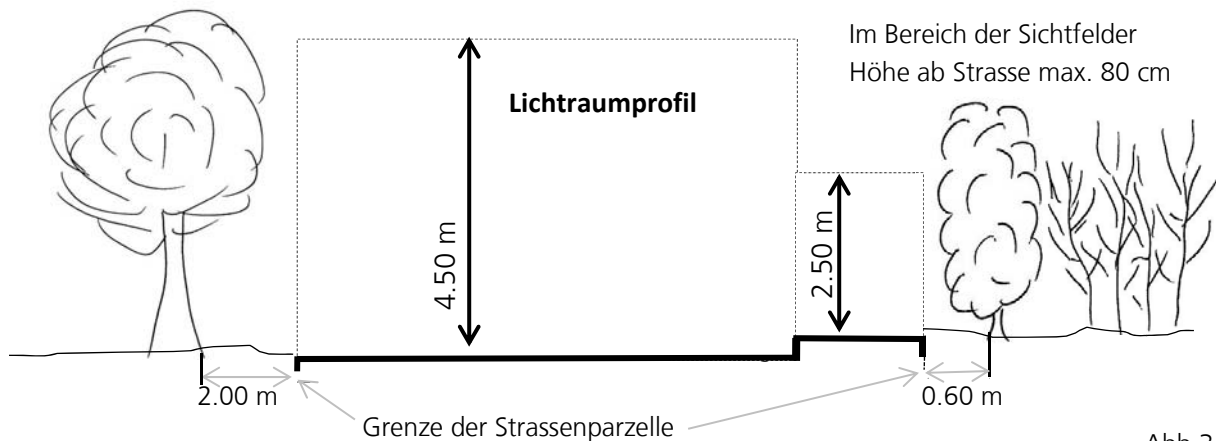 Im Bereich der Sichtfelder
Höhe ab Strasse max. 80 cm
Lichtraumprofil
4.50 m
2.50 m
2.00 m
0.60 m
Grenze der Strassenparzelle